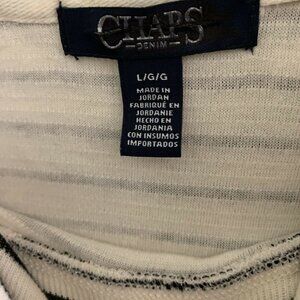 CHAPS
DENIM
L/G/G
MADE IN
JORDAN
FABRIQUÉ EN
JORDANIE
HECHO EN
JORDANIA
CON INSUMOS
IMPORTADOS